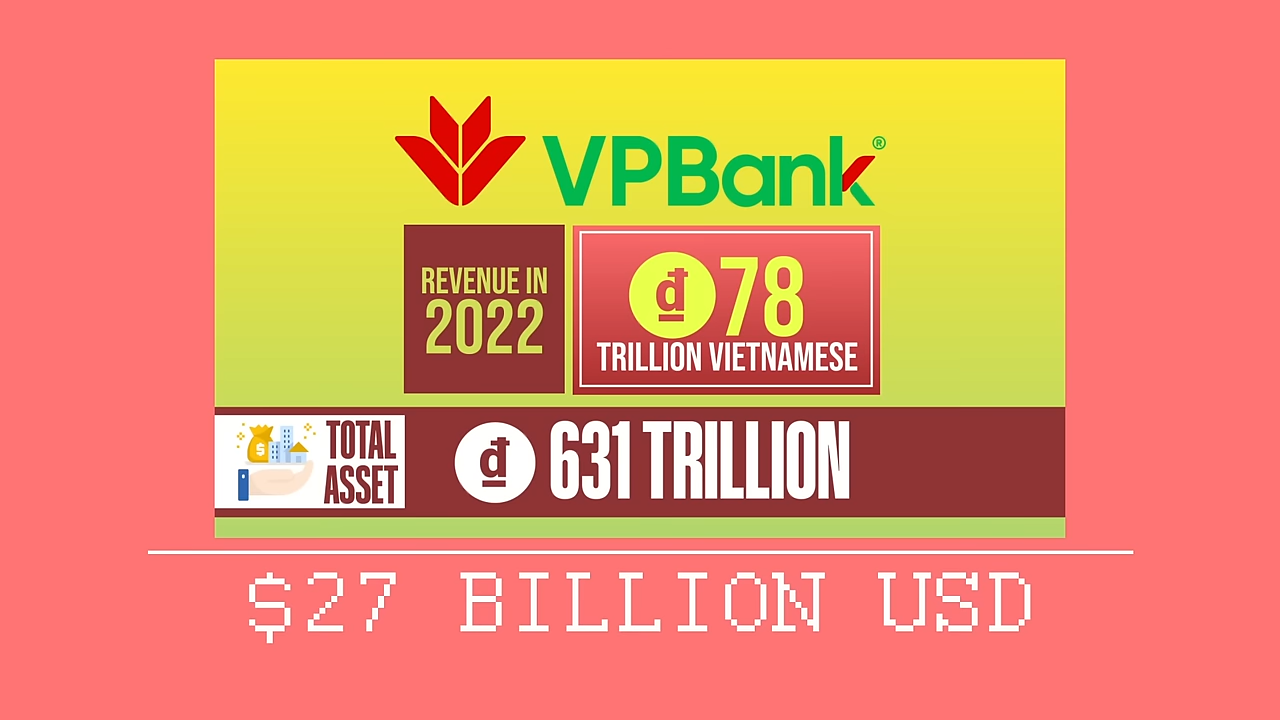 VPBank®
REVENUE IN
2022
₫ 78
TRILLION VIETNAMESE
$
TOTAL
ASSET
₫ 631 TRILLION
$27 BILLION USD